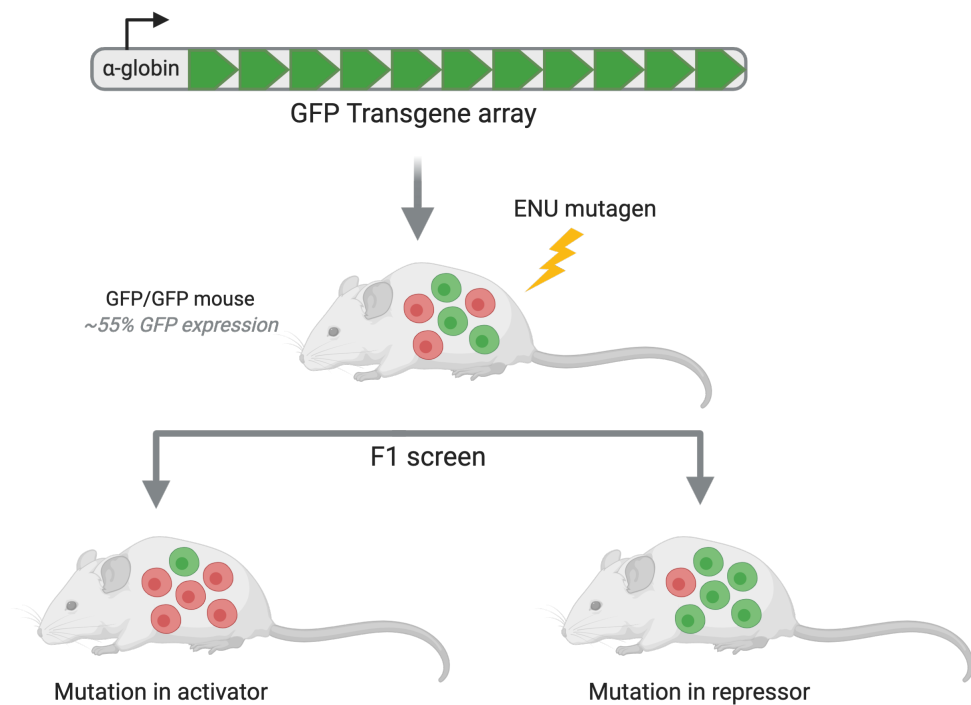 α-globin
GFP Transgene array
ENU mutagen
GFP/GFP mouse
~55% GFP expression
F1 screen
Mutation in activator
Mutation in repressor